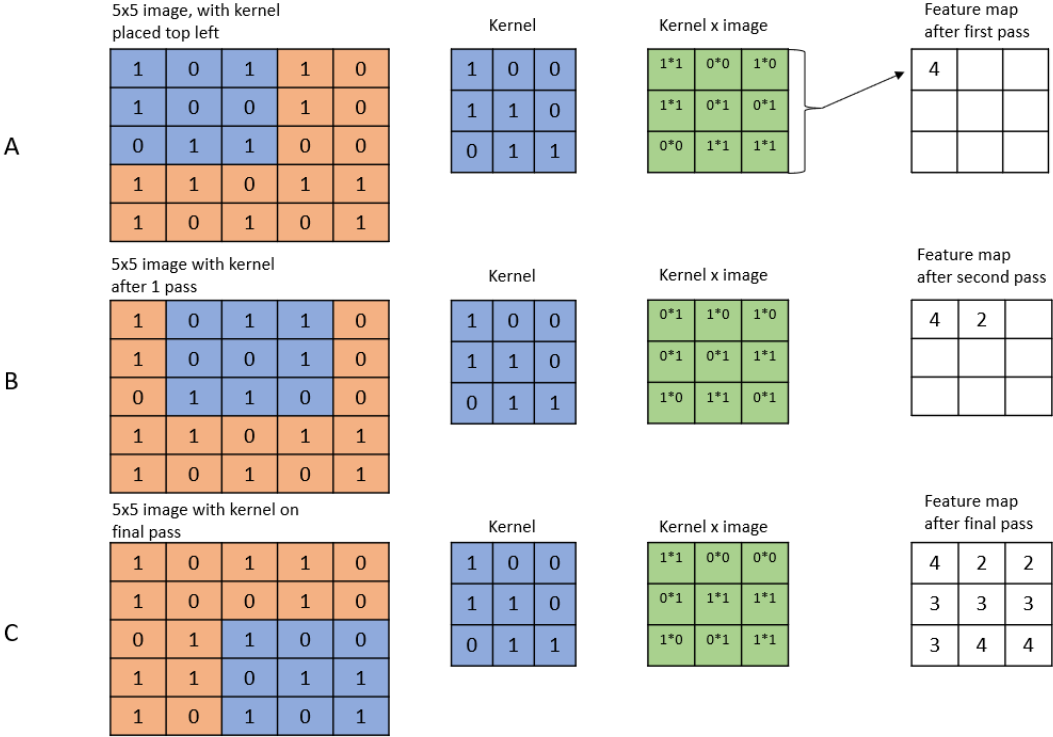 5x5 image, with kernel
placed top left
Kernel
Kernel x image
Feature map
after first pass
A
1 0 1 1 0
1 0 0 1 0
0 1 1 0 0
1 1 0 1 1
1 0 1 0 1
1 0 0
1 1 0
0 1 1
1*1 0*0 1*0
1*1 0*1 0*1
0*0 1*1 1*1
4
5x5 image with kernel
after 1 pass
Kernel
Kernel x image
Feature map
after second pass
B
1 0 1 1 0
1 0 0 1 0
0 1 1 0 0
1 1 0 1 1
1 0 1 0 1
1 0 0
1 1 0
0 1 1
0*1 1*0 1*0
0*1 0*1 1*1
1*0 1*1 0*1
4 2
5x5 image with kernel on
final pass
Kernel
Kernel x image
Feature map
after final pass
C
1 0 1 1 0
1 0 0 1 0
0 1 1 0 0
1 1 0 1 1
1 0 1 0 1
1 0 0
1 1 0
0 1 1
1*1 0*0 0*0
0*1 1*1 1*1
1*0 0*1 1*1
4 2 2
3 3 3
3 4 4